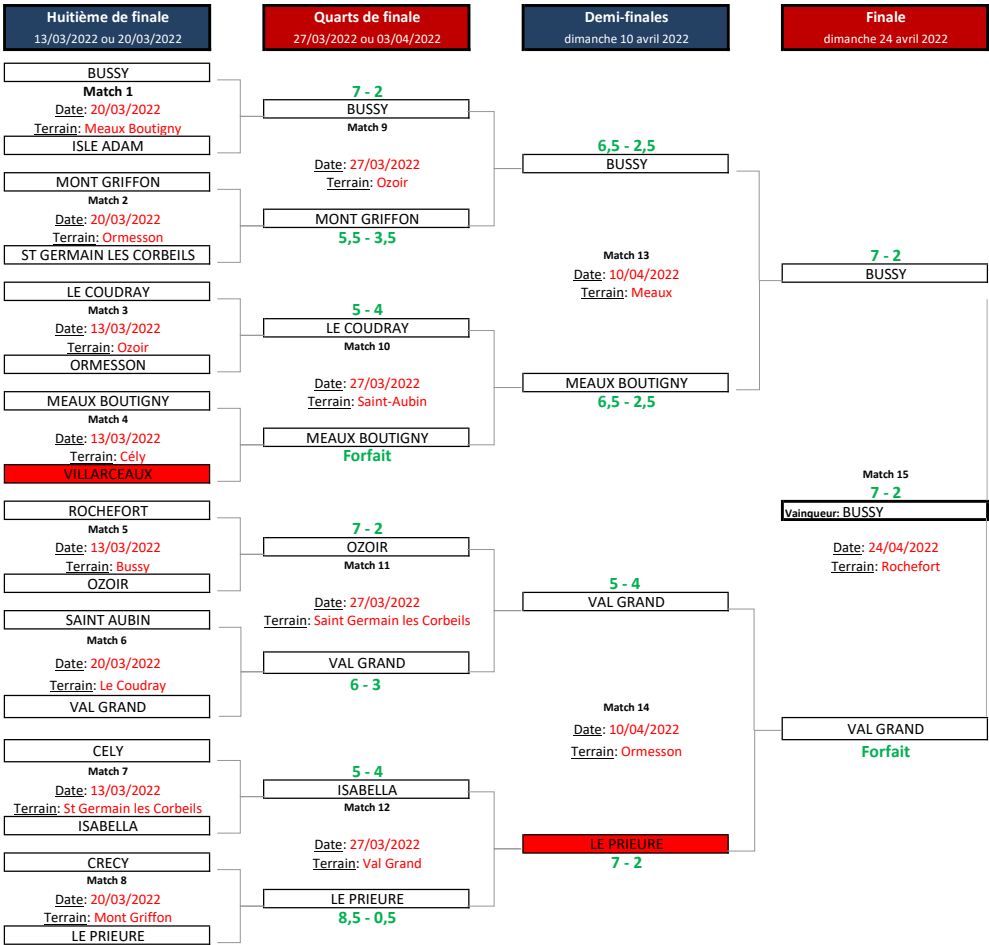 Huitième de finale
13/03/2022 ou 20/03/2022
BUSSY
Match 1
Date: 20/03/2022
Terrain: Meaux Boutigny
ISLE ADAM
MONT GRIFFON
Match 2
Date: 20/03/2022
Terrain: Ormesson
ST GERMAIN LES CORBEILS
LE COUDRAY
Match 3
Date: 13/03/2022
Terrain: Ozoir
ORMESSON
MEAUX BOUTIGNY
Match 4
Date: 13/03/2022
Terrain: Cély
VILLARCEAUX
ROCHEFORT
Match 5
Date: 13/03/2022
Terrain: Bussy
OZOIR
SAINT AUBIN
Match 6
Date: 20/03/2022
Terrain: Le Coudray
VAL GRAND
CELY
Match 7
Date: 13/03/2022
Terrain: St Germain les Corbeils
ISABELLA
CRECY
Match 8
Date: 20/03/2022
Terrain: Mont Griffon
LE PRIEURE
Quarts de finale
27/03/2022 ou 03/04/2022
7 - 2
BUSSY
Match 9
Date: 27/03/2022
Terrain: Ozoir
MONT GRIFFON
5,5 - 3,5
5 - 4
LE COUDRAY
Match 10
Date: 27/03/2022
Terrain: Saint-Aubin
MEAUX BOUTIGNY
Forfait
7 - 2
OZOIR
Match 11
Date: 27/03/2022
Terrain: Saint Germain les Corbeils
VAL GRAND
6 - 3
5 - 4
ISABELLA
Match 12
Date: 27/03/2022
Terrain: Val Grand
LE PRIEURE
8,5 - 0,5
Demi-finales
dimanche 10 avril 2022
6,5 - 2,5
BUSSY
Match 13
Date: 10/04/2022
Terrain: Meaux
MEAUX BOUTIGNY
6,5 - 2,5
5 - 4
VAL GRAND
Match 14
Date: 10/04/2022
Terrain: Ormesson
LE PRIEURE
7 - 2
Finale
dimanche 24 avril 2022
7 - 2
BUSSY
Match 15
7 - 2
Vainqueur: BUSSY
Date: 24/04/2022
Terrain: Rochefort
VAL GRAND
Forfait